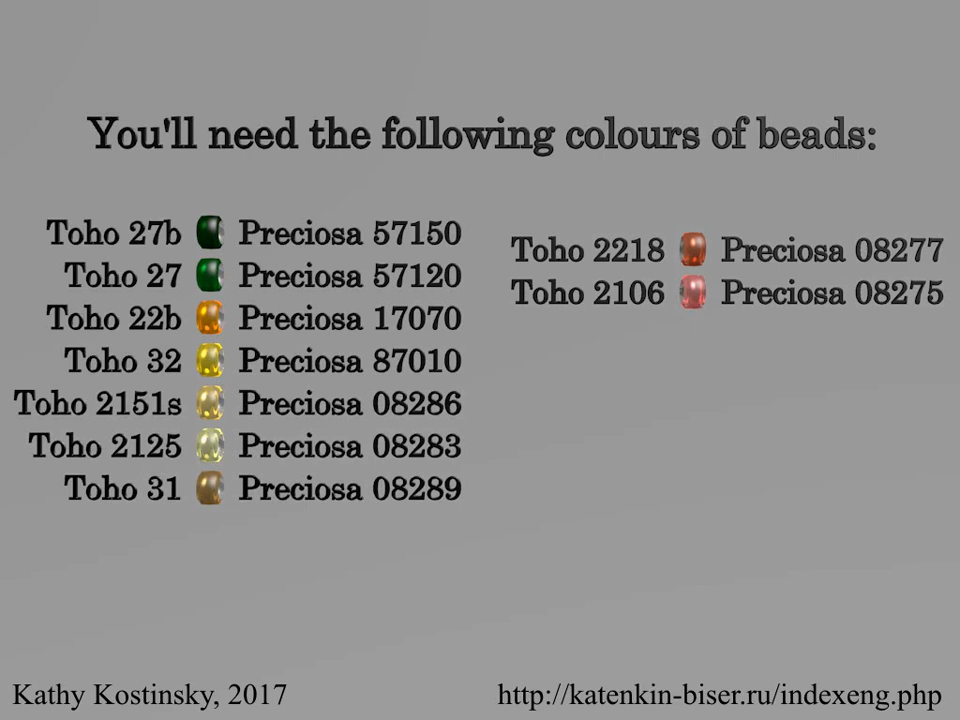 You'll need the following colours of beads:
Toho 27b Preciosa 57150
Toho 27 Preciosa 57120
Toho 22b Preciosa 17070
Toho 32 Preciosa 87010
Toho 2151s Preciosa 08286
Toho 2125 Preciosa 08283
Toho 31 Preciosa 08289
Toho 2218 Preciosa 08277
Toho 2106 Preciosa 08275
Kathy Kostinsky, 2017
http://katenkin-biser.ru/indexeng.php